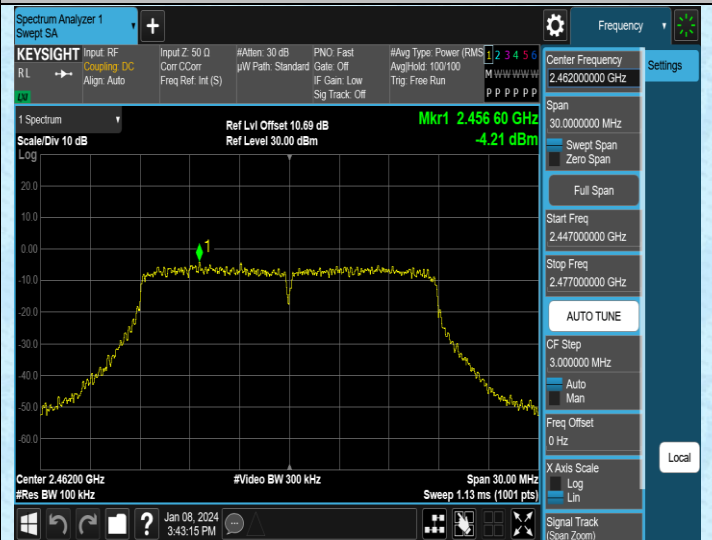 Spectrum Analyzer 1
Swept SA
Frequency
KEYSIGHT
RL
LXI
Input: RF
Coupling: DC
Align: Auto
Input Z: 50 Ω
Corr CCorr
Freq Ref: Int (S)
#Atten: 30 dB
µW Path: Standard
PNO: Fast
Gate: Off
IF Gain: Low
Sig Track: Off
#Avg Type: Power (RMS
Avg|Hold: 100/100
Trig: Free Run
1 2 3 4 5 6
M W W W W W
P P P P P P
1 Spectrum
Scale/Div 10 dB
Log
Ref Lvl Offset 10.69 dB
Ref Level 30.00 dBm
Mkr1 2.456 60 GHz
-4.21 dBm
20.0
10.0
0.00
-10.0
-20.0
-30.0
-40.0
-50.0
-60.0
1
Center 2.46200 GHz
#Res BW 100 kHz
#Video BW 300 kHz
Span 30.00 MHz
Sweep 1.13 ms (1001 pts)
Jan 08, 2024
3:43:15 PM
?
Center Frequency
2.462000000 GHz
Settings
Span
30.0000000 MHz
Swept Span
Zero Span
Full Span
Start Freq
2.447000000 GHz
Stop Freq
2.477000000 GHz
AUTO TUNE
CF Step
3.000000 MHz
Auto
Man
Freq Offset
0 Hz
X Axis Scale
Log
Lin
Local
Signal Track
(Span Zoom)